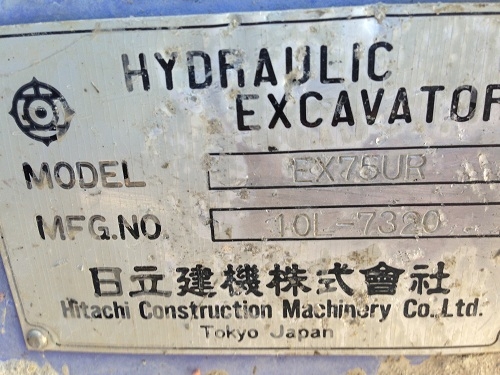 HYDRAULIC
EXCAVATOR
MODEL EX75UR
MFG.NO. 10L-7320
日立建機株式會社
Hitachi Construction Machinery Co., Ltd.
Tokyo Japan